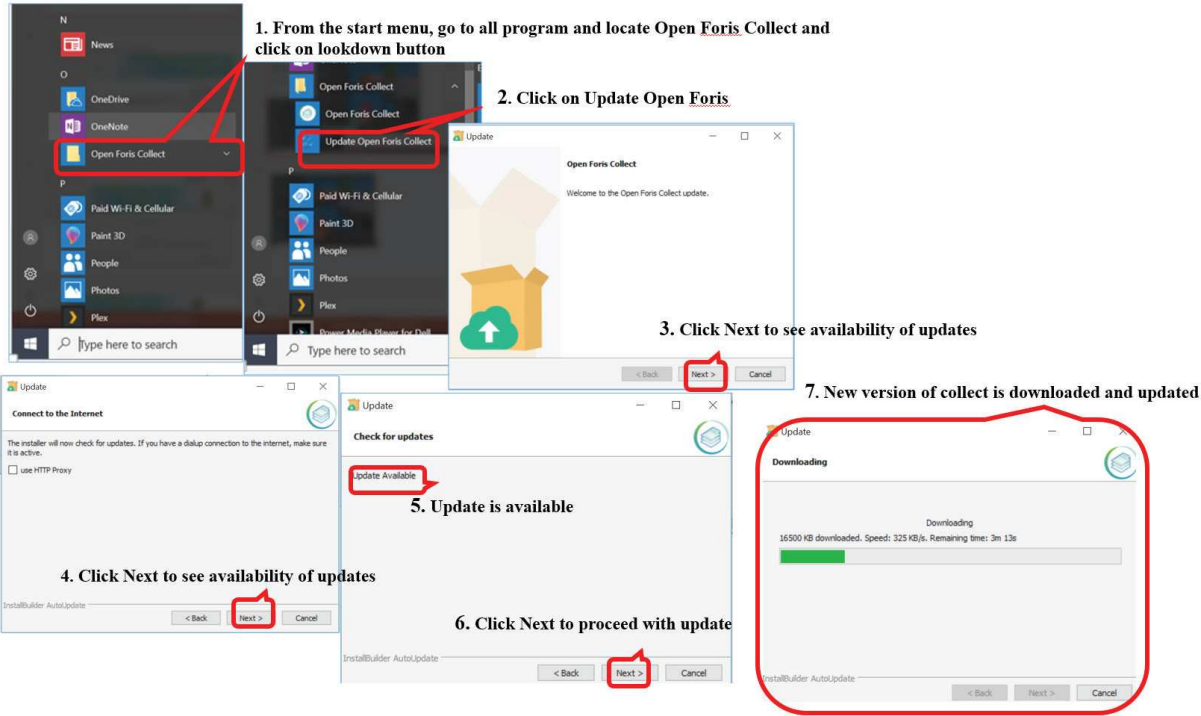 1. From the start menu, go to all program and locate Open Foris Collect and
click on lookdown button
N
News
O
OneDrive
OneNote
Open Foris Collect
P
Paid Wi-Fi & Cellular
Paint 3D
People
Photos
Plex
Type here to search
Open Foris Collect
Open Foris Collect
Update Open Foris Collect
P
Paid Wi-Fi & Cellular
Paint 3D
People
Photos
Plex
Power Media Player for Dell
Type here to search
2. Click on Update Open Foris
Update
Open Foris Collect
Welcome to the Open Foris Collect update.
3. Click Next to see availability of updates
< Back
Next >
Cancel
Update
Connect to the Internet
The installer will now check for updates. If you have a dialup connection to the internet, make sure
it is active.
use HTTP Proxy
4. Click Next to see availability of updates
InstallBuilder AutoUpdate
< Back
Next >
Cancel
Update
Check for updates
Update Available
5. Update is available
6. Click Next to proceed with update
InstallBuilder AutoUpdate
< Back
Next >
Cancel
7. New version of collect is downloaded and updated
Update
Downloading
Downloading
16500 KB downloaded. Speed: 325 KB/s. Remaining time: 3m 13s
InstallBuilder AutoUpdate
< Back
Next >
Cancel